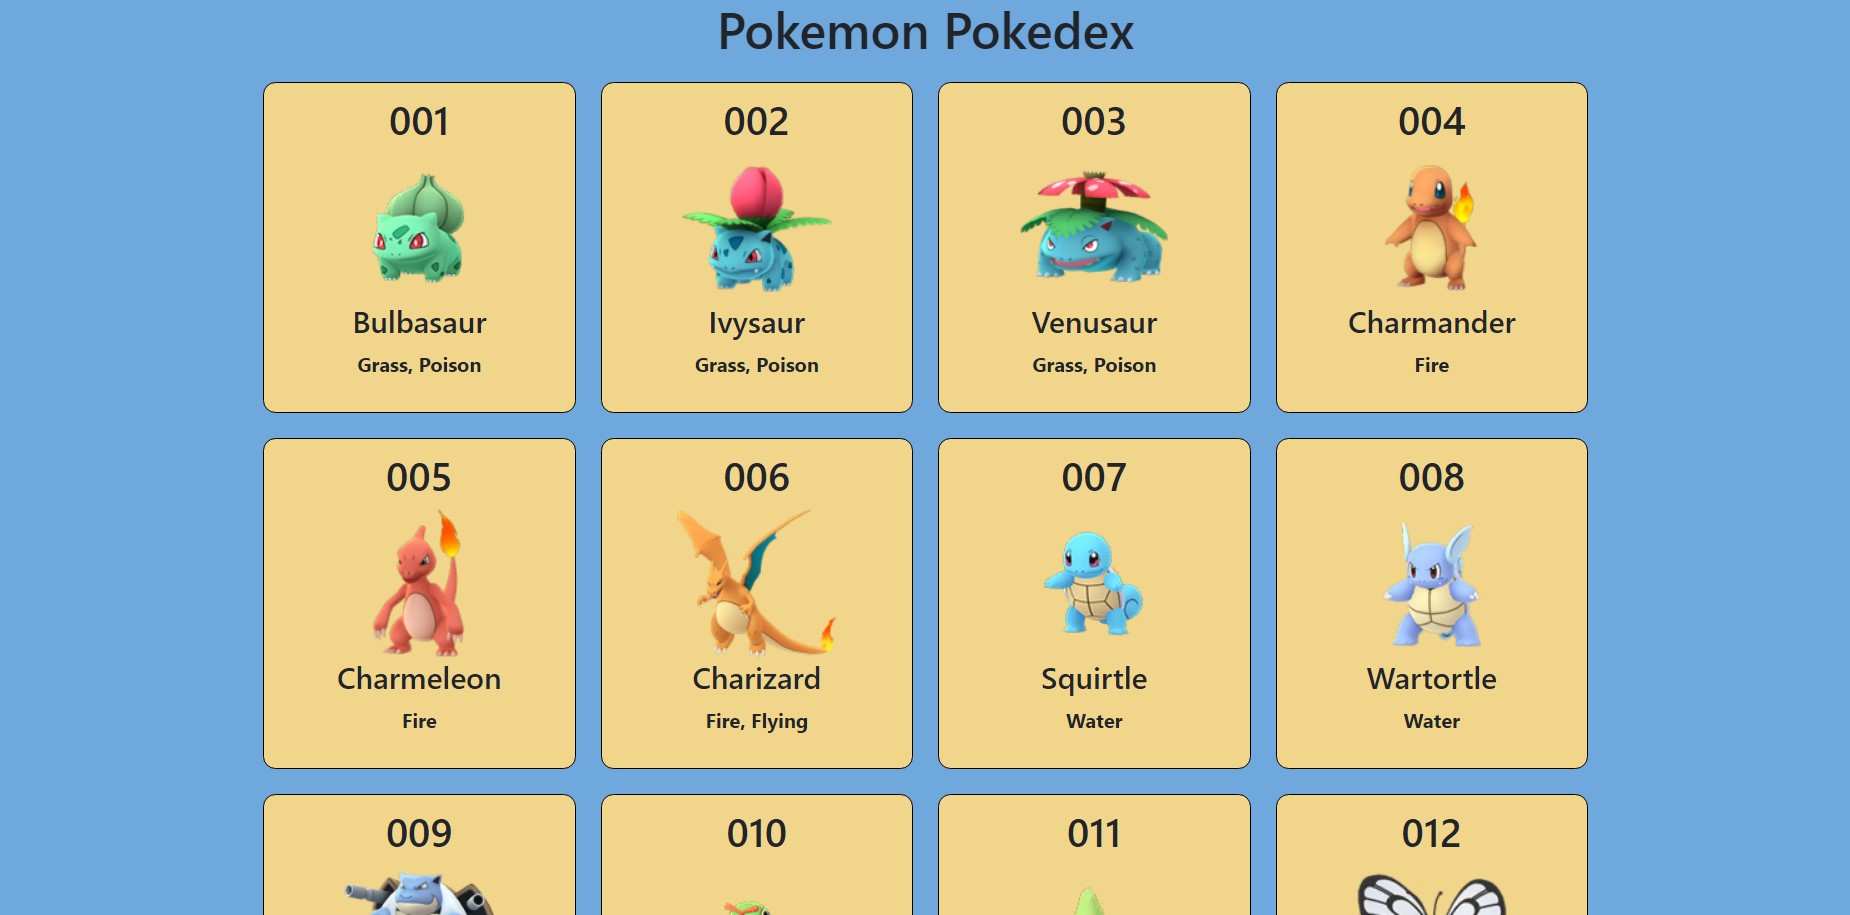 Pokemon Pokedex
001 002 003 004
Bulbasaur Ivysaur Venusaur Charmander
Grass, Poison Grass, Poison Grass, Poison Fire
005 006 007 008
Charmeleon Charizard Squirtle Wartortle
Fire Fire, Flying Water Water
009 010 011 012